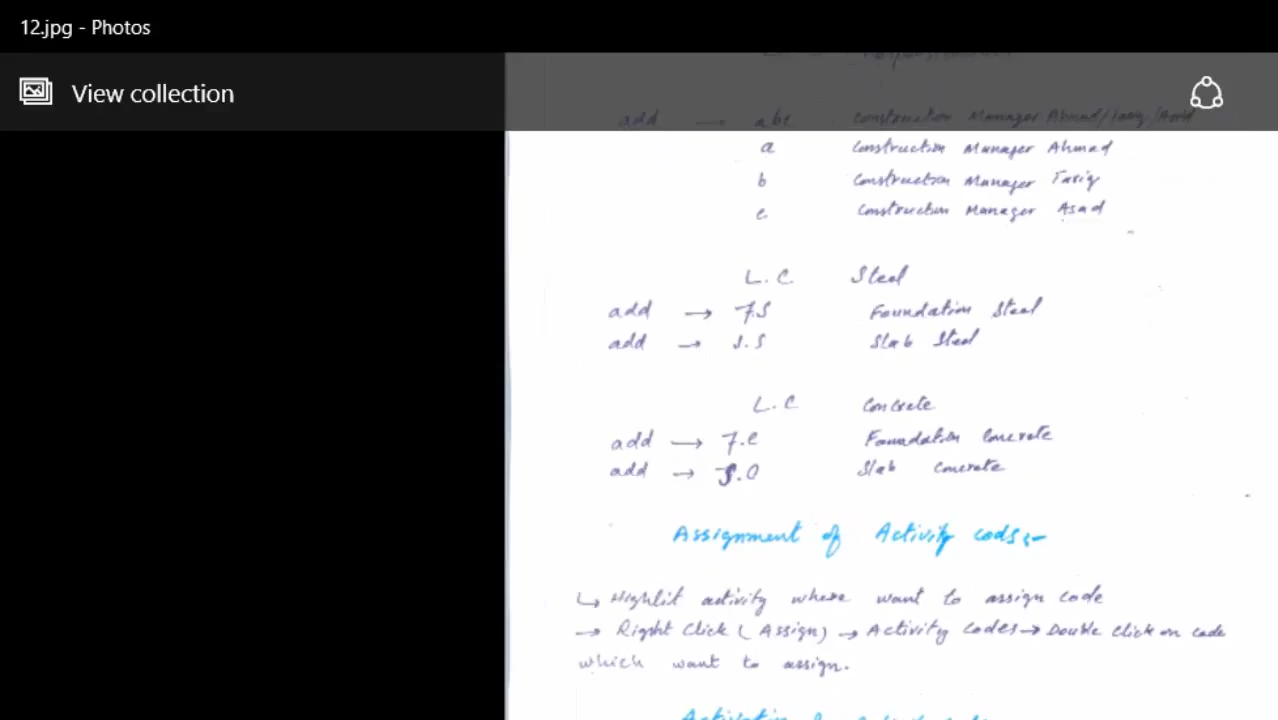 12.jpg - Photos
View collection
add → abc Construction Manager Ahmad/Tariq/Asad
a Construction Manager Ahmad
b Construction Manager Tariq
c Construction Manager Asad
L.C Steel
add → F.S Foundation Steel
add → S.S Slab Steel
L.C Concrete
add → F.C Foundation Concrete
add → S.C Slab Concrete
Assignment of Activity cods:-
↳ Highlit activity where want to assign code
→ Right Click (Assign) → Activity Codes → Double click on code
which want to assign.